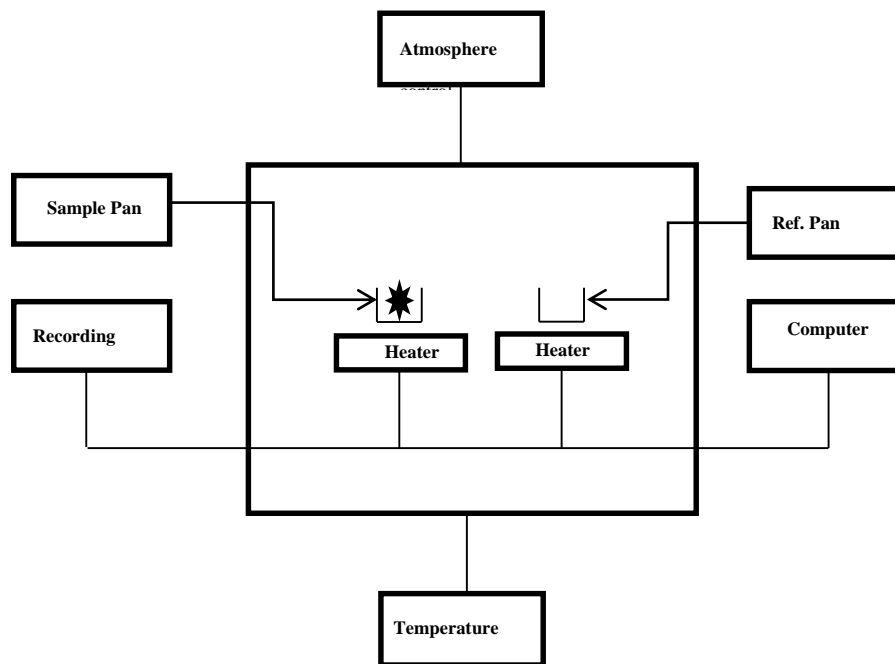 Atmosphere
Sample Pan
Ref. Pan
Recording
Computer
Heater
Heater
Temperature